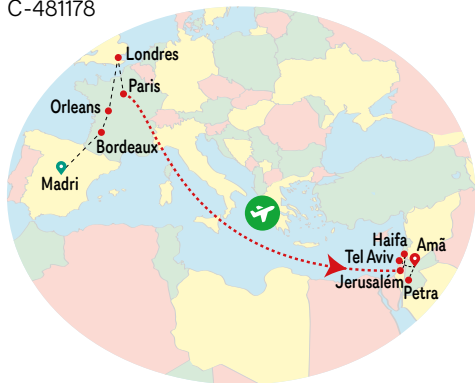 C-481178
Londres
Paris
Orleans
Bordeaux
Madri
Haifa
Amã
Tel Aviv
Jerusalém
Petra